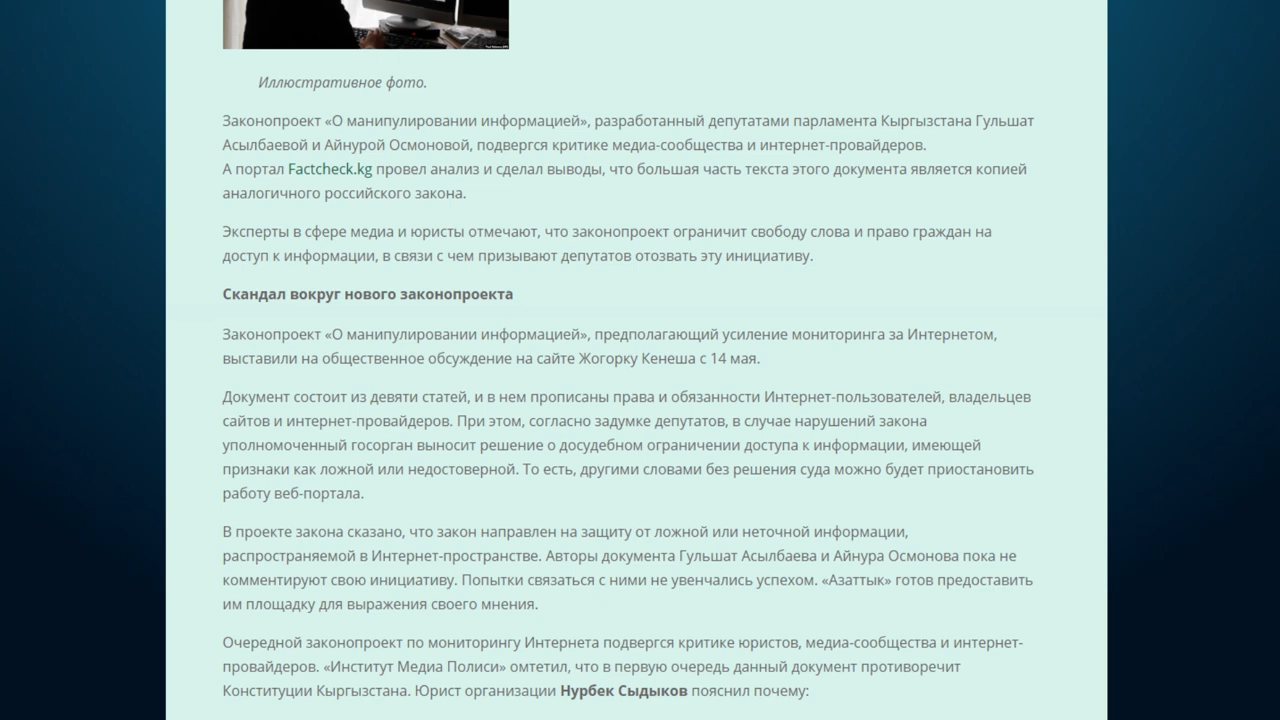 Иллюстративное фото.
Законопроект «О манипулировании информацией», разработанный депутатами парламента Кыргызстана Гульшат
Асылбаевой и Айнурой Осмоновой, подвергся критике медиа-сообщества и интернет-провайдеров.
А портал Factcheck.kg провел анализ и сделал выводы, что большая часть текста этого документа является копией
аналогичного российского закона.
Эксперты в сфере медиа и юристы отмечают, что законопроект ограничит свободу слова и право граждан на
доступ к информации, в связи с чем призывают депутатов отозвать эту инициативу.
Скандал вокруг нового законопроекта
Законопроект «О манипулировании информацией», предполагающий усиление мониторинга за Интернетом,
выставили на общественное обсуждение на сайте Жогорку Кенеша с 14 мая.
Документ состоит из девяти статей, и в нем прописаны права и обязанности Интернет-пользователей, владельцев
сайтов и интернет-провайдеров. При этом, согласно задумке депутатов, в случае нарушений закона
уполномоченный госорган выносит решение о досудебном ограничении доступа к информации, имеющей
признаки как ложной или недостоверной. То есть, другими словами без решения суда можно будет приостановить
работу веб-портала.
В проекте закона сказано, что закон направлен на защиту от ложной или неточной информации,
распространяемой в Интернет-пространстве. Авторы документа Гульшат Асылбаева и Айнура Осмонова пока не
комментируют свою инициативу. Попытки связаться с ними не увенчались успехом. «Азаттык» готов предоставить
им площадку для выражения своего мнения.
Очередной законопроект по мониторингу Интернета подвергся критике юристов, медиа-сообщества и интернет-
провайдеров. «Институт Медиа Полиси» омтетил, что в первую очередь данный документ противоречит
Конституции Кыргызстана. Юрист организации Нурбек Сыдыков пояснил почему: